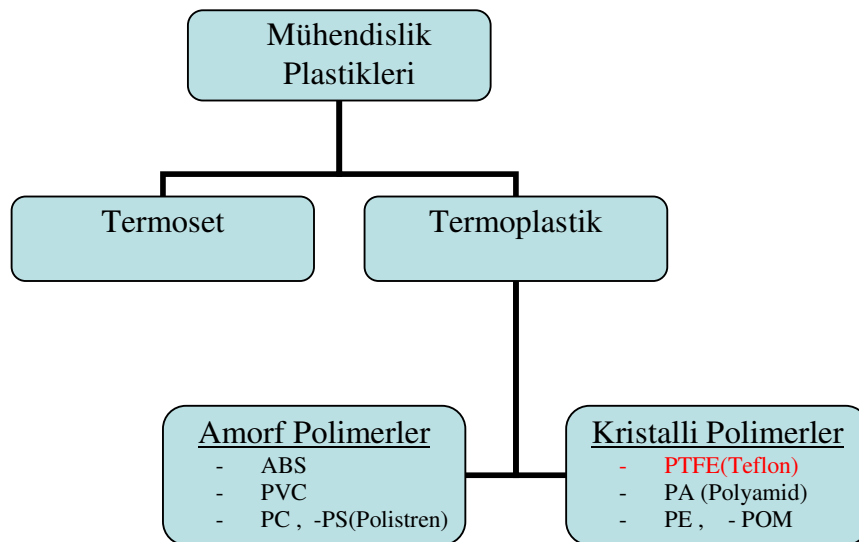 Mühendislik
Plastikleri
Termoset
Termoplastik
Amorf Polimerler
- ABS
- PVC
- PC , -PS(Polistren)
Kristalli Polimerler
- PTFE(Teflon)
- PA (Polyamid)
- PE , - POM